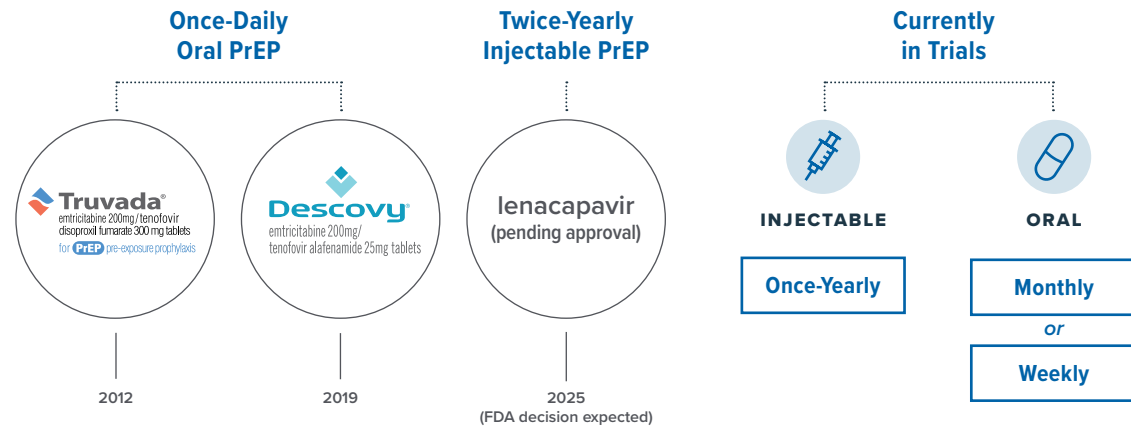 Once-Daily
Oral PrEP
Twice-Yearly
Injectable PrEP
Currently
in Trials
Truvada®
emtricitabine 200mg/tenofovir
disoproxil fumarate 300 mg tablets
for PrEP pre-exposure prophylaxis
Descovy®
emtricitabine 200mg/
tenofovir alafenamide 25mg tablets
lenacapavir
(pending approval)
INJECTABLE
ORAL
Once-Yearly
Monthly
or
Weekly
2012
2019
2025
(FDA decision expected)